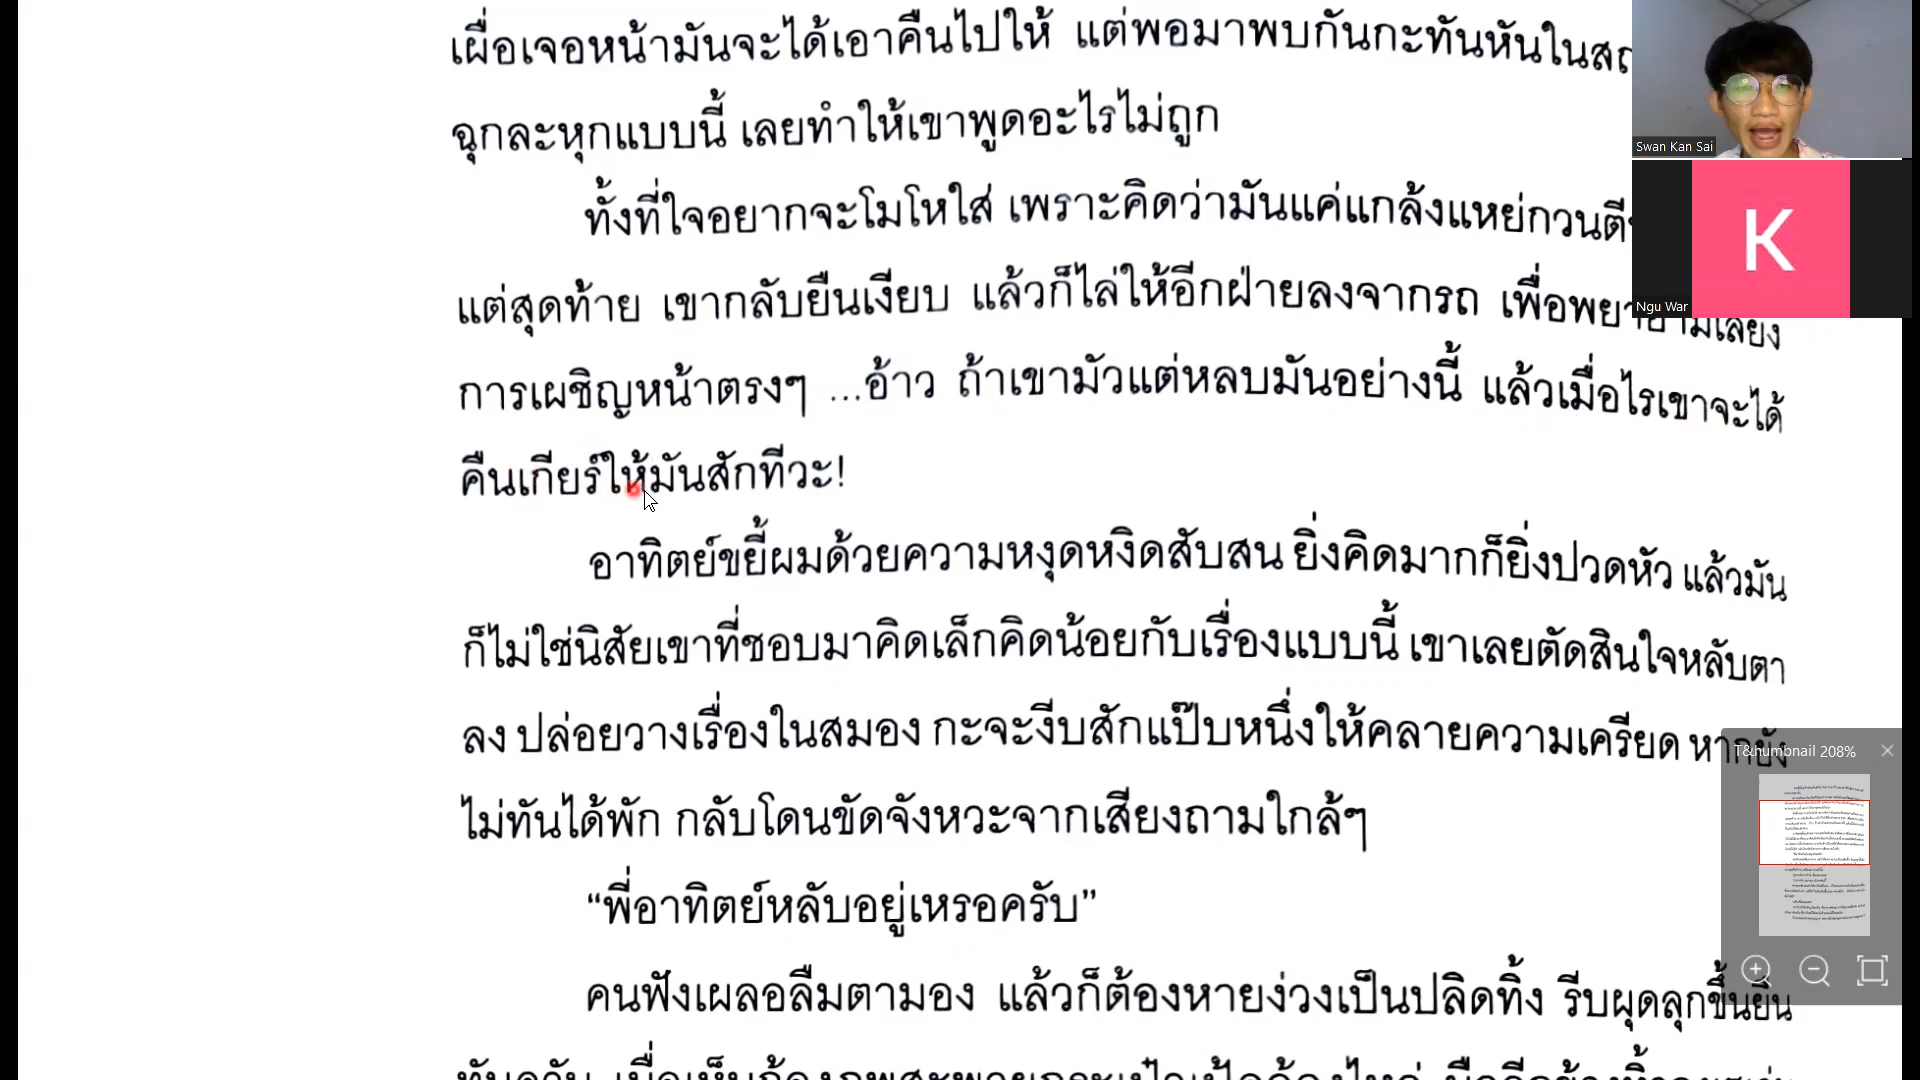 เผื่อเจอหน้ามันจะได้เอาคืนไปให้ แต่พอมาพบกันกะทันหันใน
ฉุกละหุกแบบนี้ เลยทำให้เขาพูดอะไรไม่ถูก
ทั้งที่ใจอยากจะโมโหใส่ เพราะคิดว่ามันแค่แกล้งแหย่กวน
แต่สุดท้าย เขากลับยืนเงียบ แล้วก็ไล่ให้อีกฝ่ายลงจากรถ เพื่อพยายามเลี่ยง
การเผชิญหน้าตรงๆ ...อ้าว ถ้าเขามัวแต่หลบมันอย่างนี้ แล้วเมื่อไรเขาจะได้
คืนเกียร์ให้มันสักทีวะ!
อาทิตย์ขยี้ผมด้วยความหงุดหงิดสับสน ยิ่งคิดมากก็ยิ่งปวดหัว แล้วมัน
ก็ไม่ใช่นิสัยเขาที่ชอบมาคิดเล็กคิดน้อยกับเรื่องแบบนี้ เขาเลยตัดสินใจหลับตา
ลง ปล่อยวางเรื่องในสมอง กะจะงีบสักแป๊บหนึ่งให้คลายความเครียด หากยัง
ไม่ทันได้พัก กลับโดนขัดจังหวะจากเสียงถามใกล้ๆ
“พี่อาทิตย์หลับอยู่เหรอครับ”
คนฟังเผลอลืมตามอง แล้วก็ต้องหายง่วงเป็นปลิดทิ้ง รีบผุดลุกขึ้นยืน
Swan Kan Sai
K
Ngu War
T&humbnail 208%